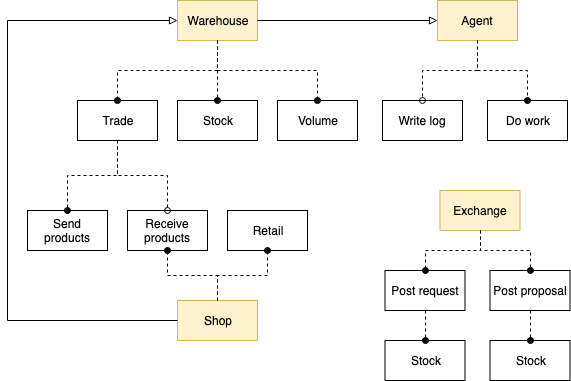 Warehouse
Agent
Trade
Stock
Volume
Write log
Do work
Send
products
Receive
products
Retail
Exchange
Post request
Post proposal
Shop
Stock
Stock